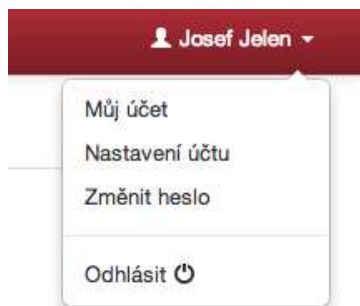 Josef Jelen
Můj účet
Nastavení účtu
Změnit heslo
Odhlásit